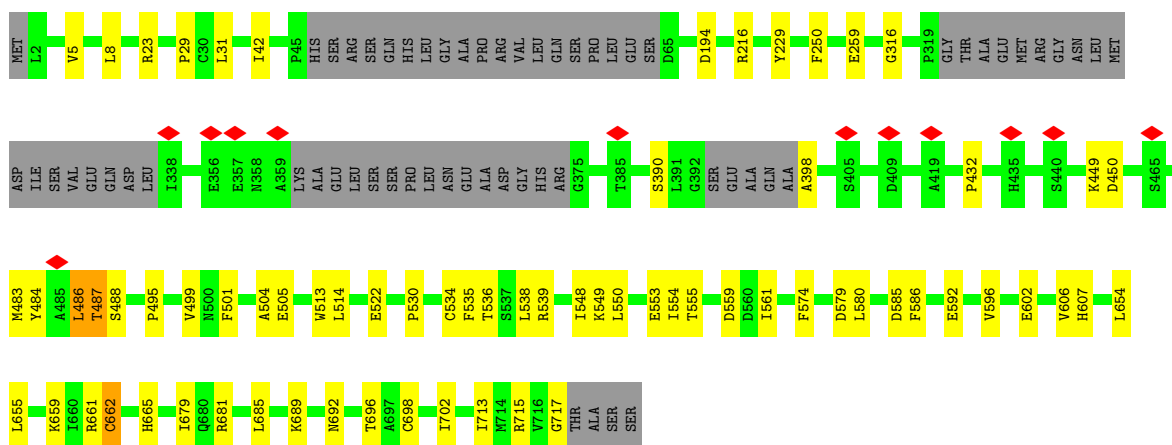 MET L2 V5 L8 R23 P29 C30 L31 I42 P45 HIS SER ARG SER GLN HIS LEU GLY ALA PRO ARG VAL LEU GLN SER PRO LEU GLU SER D65 D194 R216 Y229 F250 E259 G316 P319 GLY THR ALA GLU MET ARG GLY ASN LEU MET
ASP ILE SER VAL GLU GLN ASP LEU I338 E356 E357 N358 A359 LYS ALA GLU LEU SER SER PRO LEU ASN GLU ALA ASP GLY HIS ARG G375 T385 S390 L391 G392 SER GLU ALA GLN ALA A398 S405 D409 A419 P432 H435 S440 K449 D450 S465
M483 Y484 A485 L486 T487 S488 P495 V499 N500 F501 A504 E505 W513 L514 E522 P530 C534 F535 T536 S537 L538 R539 I548 K549 L550 E553 I554 T555 D559 D560 I561 F574 D579 L580 D585 F586 E592 V596 E602 V606 H607 L654
L655 K659 I660 R661 C662 H665 I679 Q680 R681 L685 K689 N692 T696 A697 C698 I702 I713 M714 R715 V716 G717 THR ALA SER SER